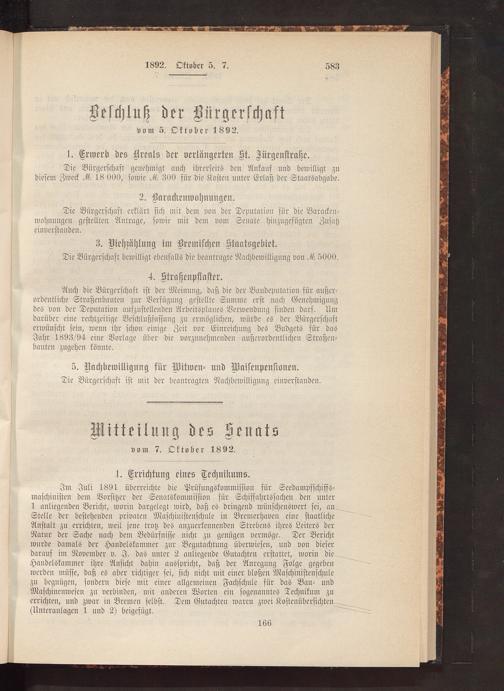 1892. Oktober 5. 7.
583
Beschluß der Bürgerschaft
vom 5. Oktober 1892.
1. Erwerb des Areals der verlängerten St. Jürgenstraße.
Die Bürgerschaft genehmigt auch ihrerseits den Ankauf und bewilligt zu
diesem Zweck ℳ 18 000, sowie ℳ 300 für die Kosten unter Erlaß der Staatsabgabe.
2. Barackenwohnungen.
Die Bürgerschaft erklärt sich mit dem von der Deputation für die Baracken-
wohnungen gestellten Antrage, sowie mit dem vom Senate hinzugefügten Zusatz
einverstanden.
3. Viehzählung im Bremischen Staatsgebiet.
Die Bürgerschaft bewilligt ebenfalls die beantragte Nachbewilligung von ℳ 5000.
4. Straßenpflaster.
Auch die Bürgerschaft ist der Meinung, daß die der Baudeputation für außer-
ordentliche Straßenbauten zur Verfügung gestellte Summe erst nach Genehmigung
des von der Deputation aufzustellenden Arbeitsplanes Verwendung finden darf. Um
darüber eine rechtzeitige Beschlußfassung zu ermöglichen, würde es der Bürgerschaft
erwünscht sein, wenn ihr schon einige Zeit vor Einreichung des Budgets für das
Jahr 1893/94 eine Vorlage über die vorzunehmenden außerordentlichen Straßen-
bauten zugehen könnte.
5. Nachbewilligung für Witwen- und Waisenpensionen.
Die Bürgerschaft ist mit der beantragten Nachbewilligung einverstanden.
Mitteilung des Senats
vom 7. Oktober 1892.
1. Errichtung eines Technikums.
Im Juli 1891 überreichte die Prüfungskommission für Seedampfschiffs-
maschinisten dem Vorsitzer der Senatskommission für Schiffahrtsachen den unter
1 anliegenden Bericht, worin dargelegt wird, daß es dringend wünschenswert sei, an
Stelle der bestehenden privaten Maschinistenschule in Bremerhaven eine staatliche
Anstalt zu errichten, weil jene trotz des anzuerkennenden Strebens ihres Leiters der
Natur der Sache nach dem Bedürfnisse nicht zu genügen vermöge. Der Bericht
wurde damals der Handelskammer zur Begutachtung überwiesen, und von dieser
darauf im November v. J. das unter 2 anliegende Gutachten erstattet, worin die
Handelskammer ihre Ansicht dahin ausspricht, daß der Anregung Folge gegeben
werden müsse, daß es aber richtiger sei, sich nicht mit einer bloßen Maschinistenschule
zu begnügen, sondern diese mit einer allgemeinen Fachschule für das Bau- und
Maschinenwesen zu verbinden, mit anderen Worten ein sogenanntes Technikum zu
errichten, und zwar in Bremen selbst. Dem Gutachten waren zwei Kostenübersichten
(Unteranlagen 1 und 2) beigefügt.
166